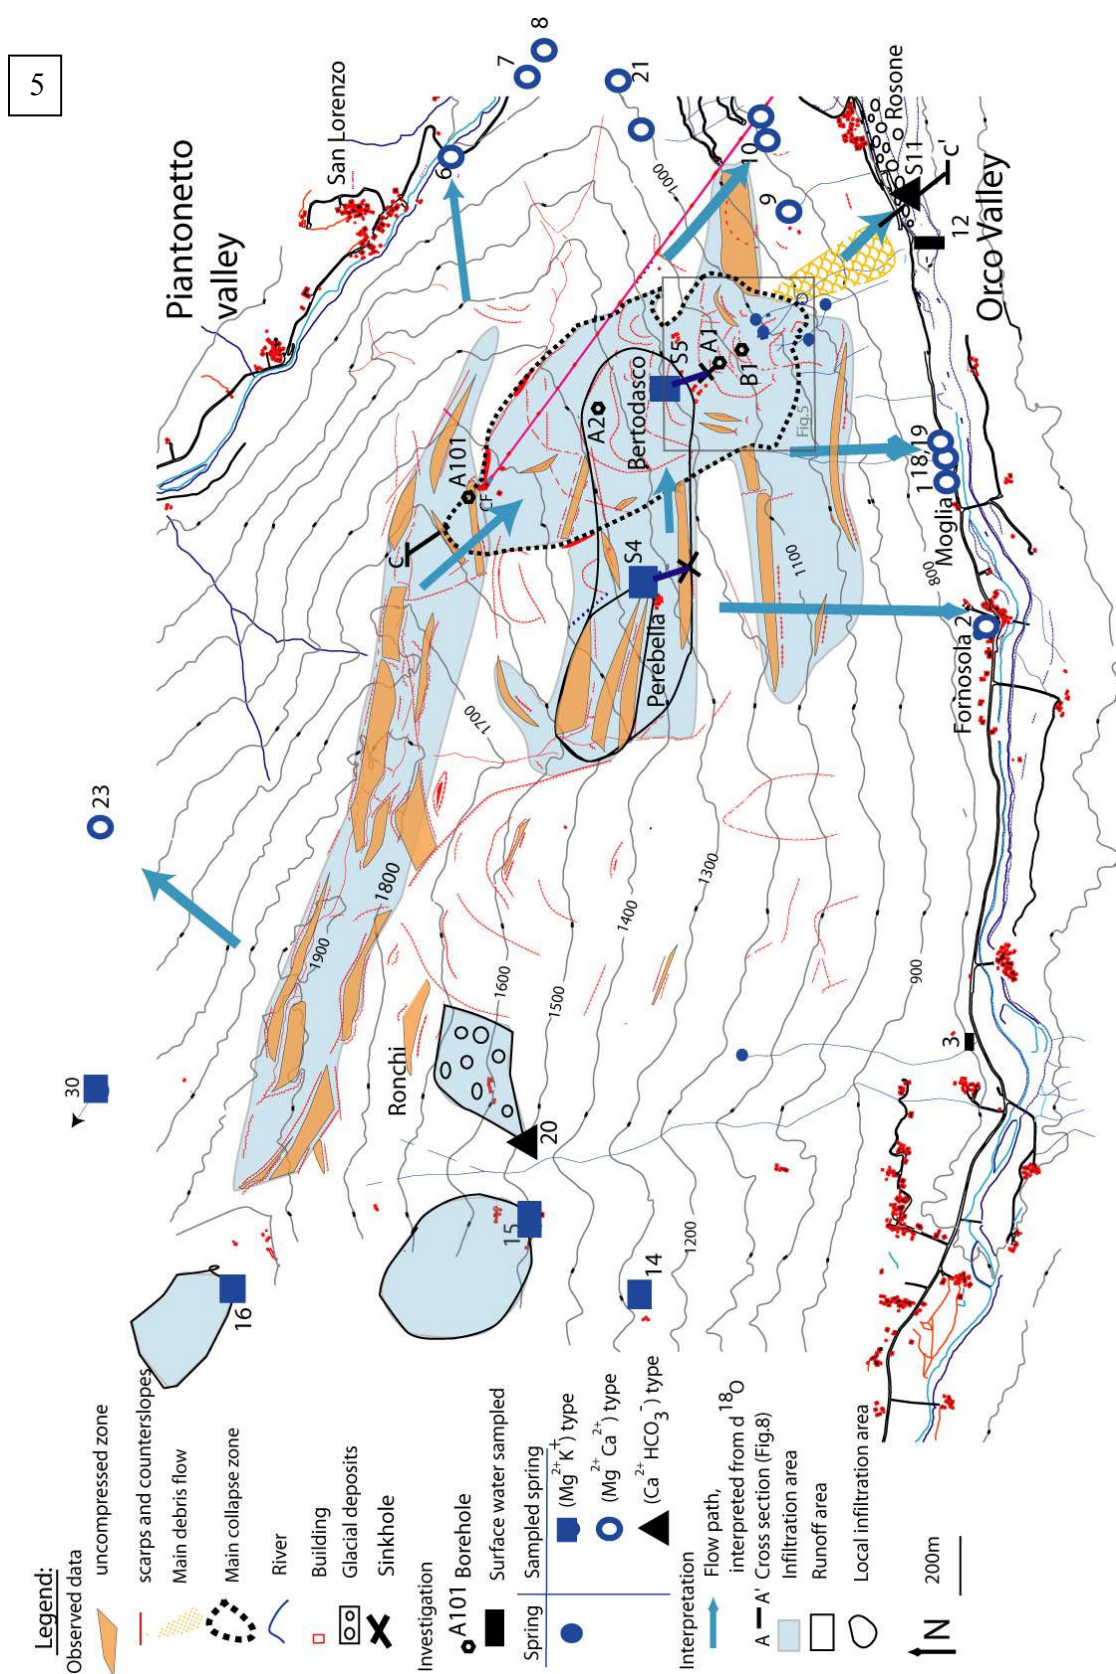 5
Piantonetto
valley
San Lorenzo
6
7
8
21
10
9
1000
Rosone
S11
C'
12
Orco Valley
A101
CF
C
A2
Bertodasco
S5
A1
B1
Fig.5
S4
Perebella
1100
1 18,19
Moglia
800
Fornosola 2
1700
23
1800
1900
1300
1400
1600
1500
900
Ronchi
30
20
3
15
14
1200
16
Legend:
Observed data
uncompressed zone
scarps and counterslopes
Main debris flow
Main collapse zone
River
Building
Glacial deposits
Sinkhole
Investigation
A101 Borehole
Surface water sampled
Spring Sampled spring
(Mg2+K+) type
(Mg2+ Ca2+) type
(Ca2+ HCO3-) type
Interpretation
Flow path,
interpreted from d 18O
A A' Cross section (Fig.8)
Infiltration area
Runoff area
Local infiltration area
N
200m